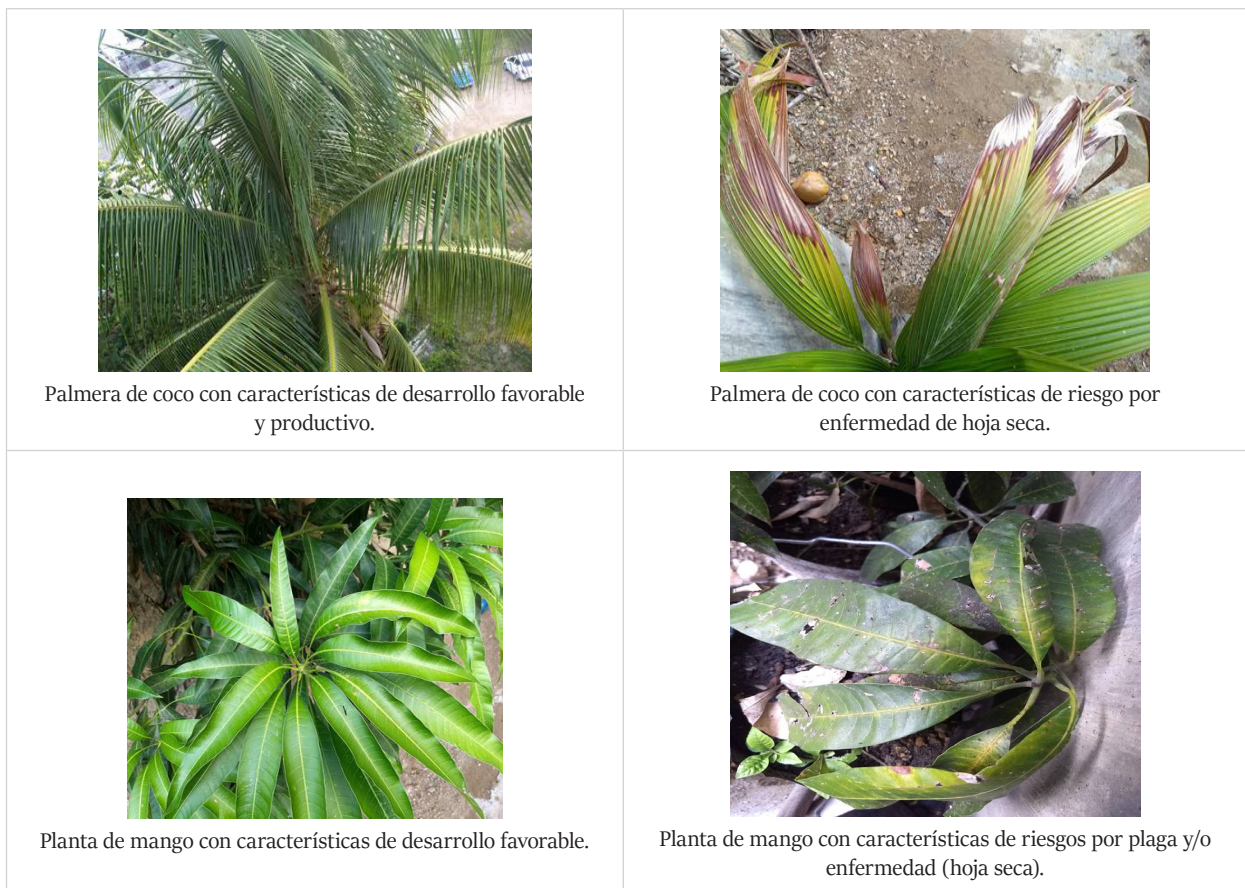 Palmera de coco con características de desarrollo favorable
y productivo.
Palmera de coco con características de riesgo por
enfermedad de hoja seca.
Planta de mango con características de desarrollo favorable.
Planta de mango con características de riesgos por plaga y/o
enfermedad (hoja seca).